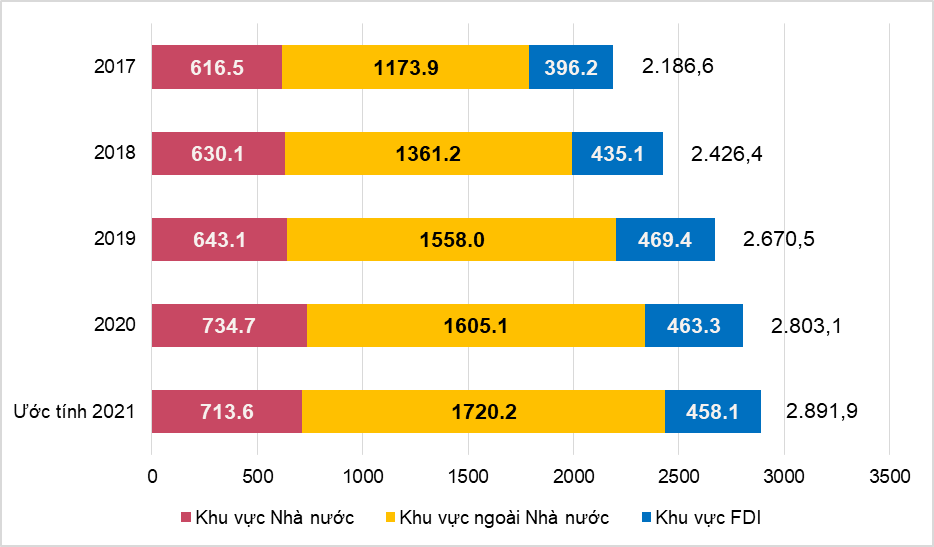 2017 616.5 1173.9 396.2 2.186,6
2018 630.1 1361.2 435.1 2.426,4
2019 643.1 1558.0 469.4 2.670,5
2020 734.7 1605.1 463.3 2.803,1
Ước tính 2021 713.6 1720.2 458.1 2.891,9
0 500 1000 1500 2000 2500 3000 3500
Khu vực Nhà nước Khu vực ngoài Nhà nước Khu vực FDI